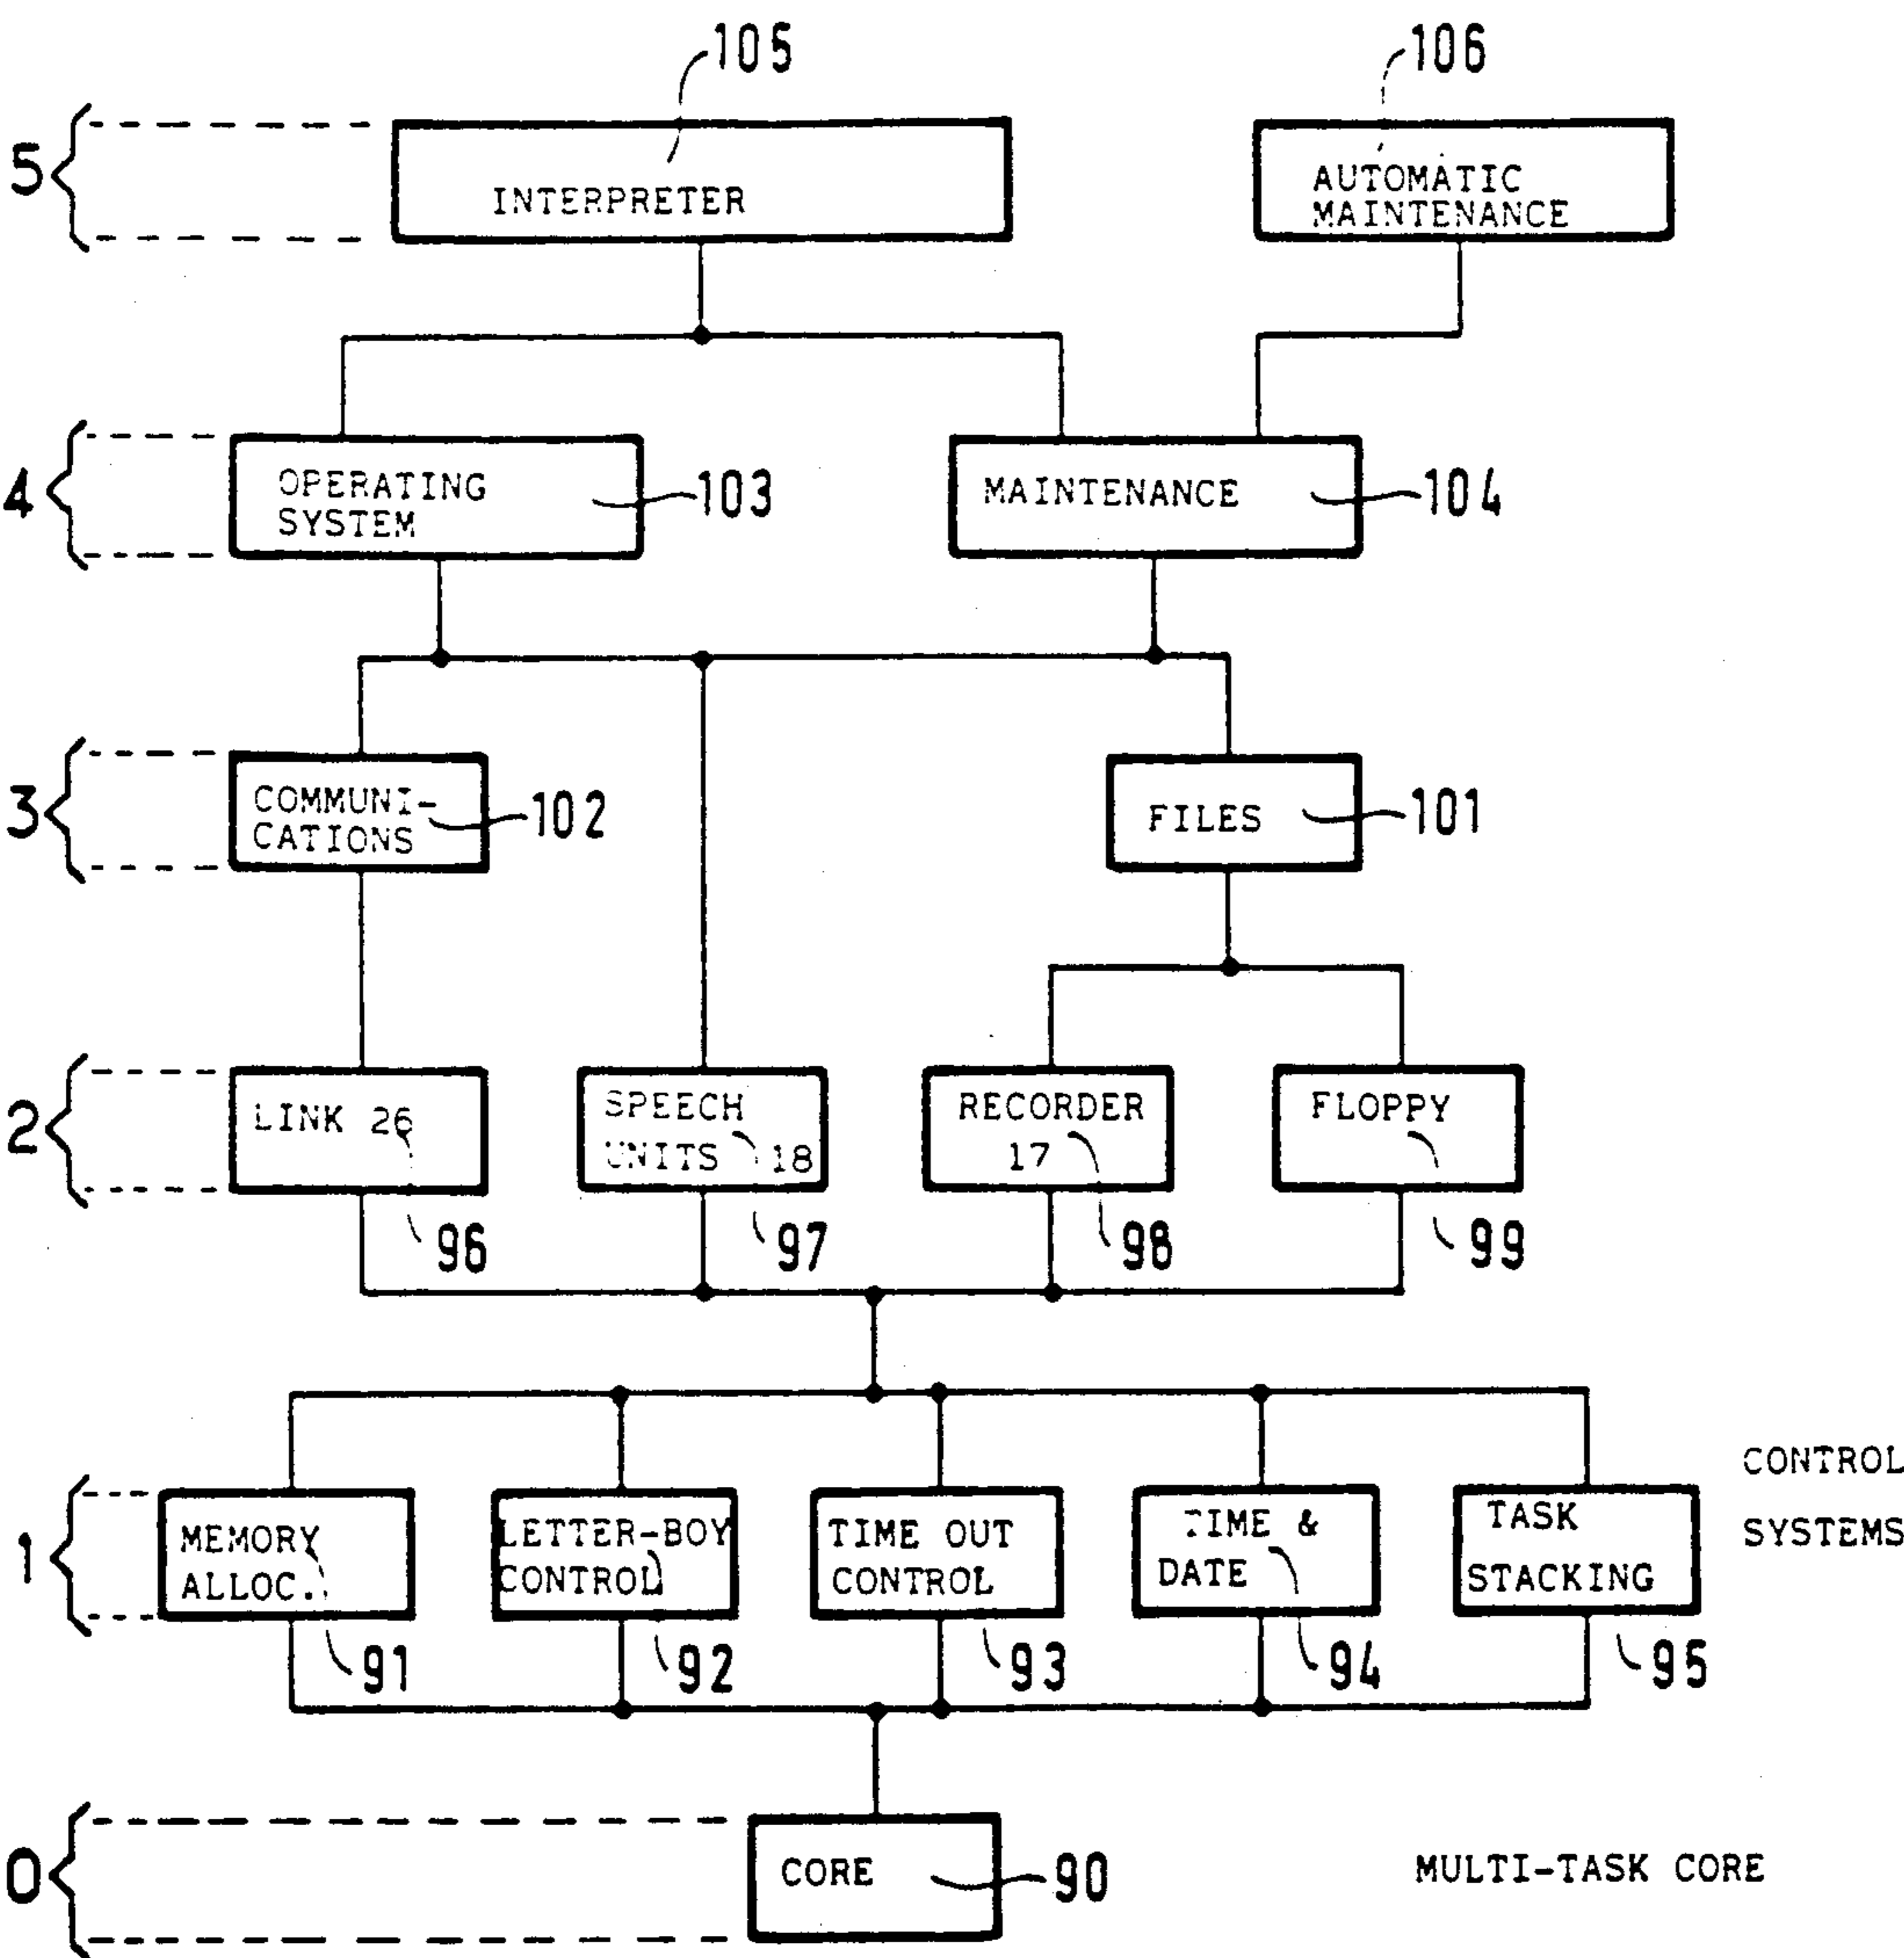 105
106
5
INTERPRETER
AUTOMATIC
MAINTENANCE
4
OPERATING
SYSTEM
103
MAINTENANCE
104
3
COMMUNI-
CATIONS
102
FILES
101
2
LINK 26
SPEECH
UNITS 18
RECORDER
17
FLOPPY
96
97
98
99
CONTROL
SYSTEMS
1
MEMORY
ALLOC.
LETTER-BOY
CONTROL
TIME OUT
CONTROL
TIME &
DATE
TASK
STACKING
91
92
93
94
95
0
CORE
90
MULTI-TASK CORE